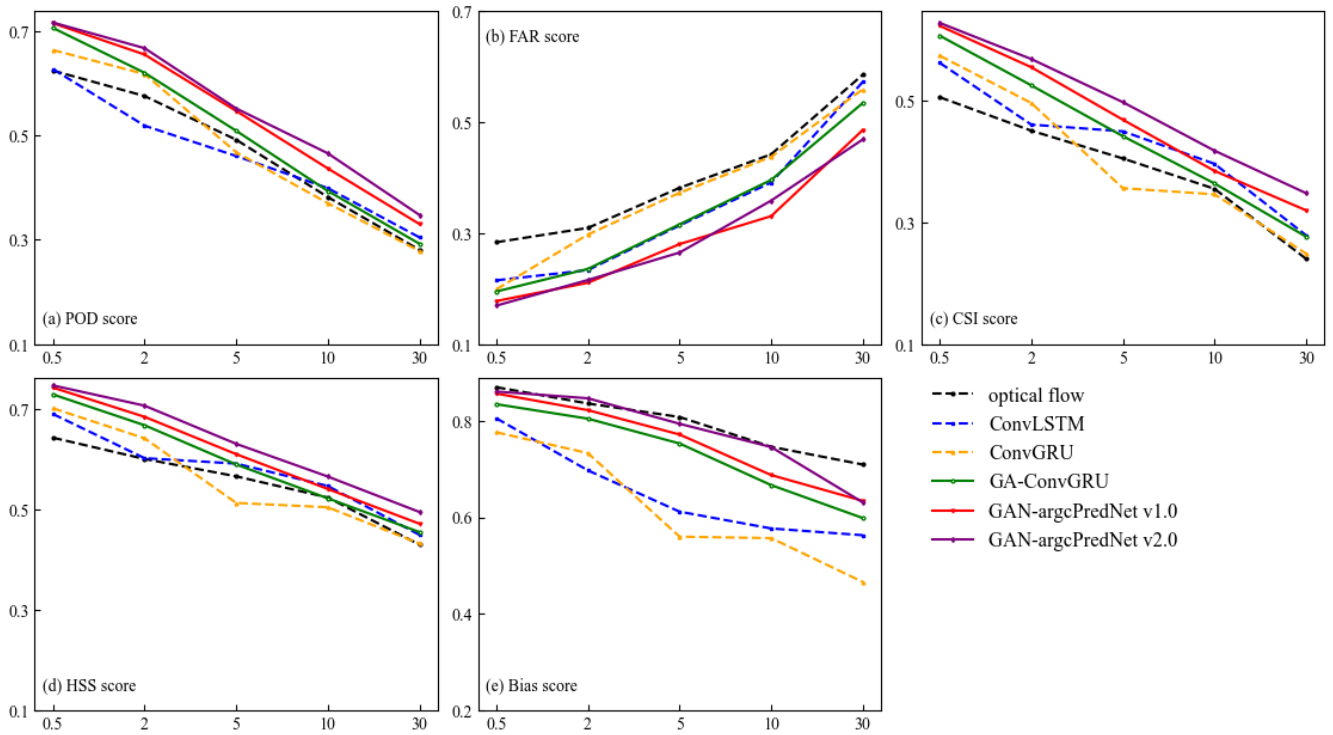 0.7
0.5
0.3
0.1
(a) POD score
0.5 2 5 10 30
0.7
0.5
0.3
0.1
(b) FAR score
0.5 2 5 10 30
0.5
0.3
0.1
(c) CSI score
0.5 2 5 10 30
0.7
0.5
0.3
0.1
(d) HSS score
0.5 2 5 10 30
0.8
0.6
0.4
0.2
(e) Bias score
0.5 2 5 10 30
optical flow
ConvLSTM
ConvGRU
GA-ConvGRU
GAN-argcPredNet v1.0
GAN-argcPredNet v2.0